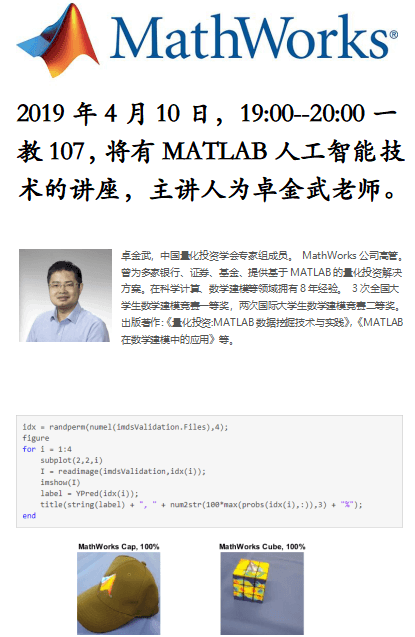 MathWorks®
2019 年 4 月 10 日，19:00--20:00 一
教 107，将有 MATLAB 人工智能技
术的讲座，主讲人为卓金武老师。
卓金武，中国量化投资学会专家组成员。 MathWorks 公司高管。
曾为多家银行、证券、基金、提供基于 MATLAB 的量化投资解决
方案。在科学计算、数学建模等领域拥有 8 年经验。 3 次全国大
学生数学建模竞赛一等奖，两次国际大学生数学建模竞赛二等奖。
出版著作：《量化投资:MATLAB 数据挖掘技术与实践》，《MATLAB
在数学建模中的应用》等。
idx = randperm(numel(imdsValidation.Files),4);
figure
for i = 1:4
subplot(2,2,i)
I = readimage(imdsValidation,idx(i));
imshow(I)
label = YPred(idx(i));
title(string(label) + ", " + num2str(100*max(probs(idx(i),:)),3) + "%");
end
MathWorks Cap, 100%
MathWorks Cube, 100%